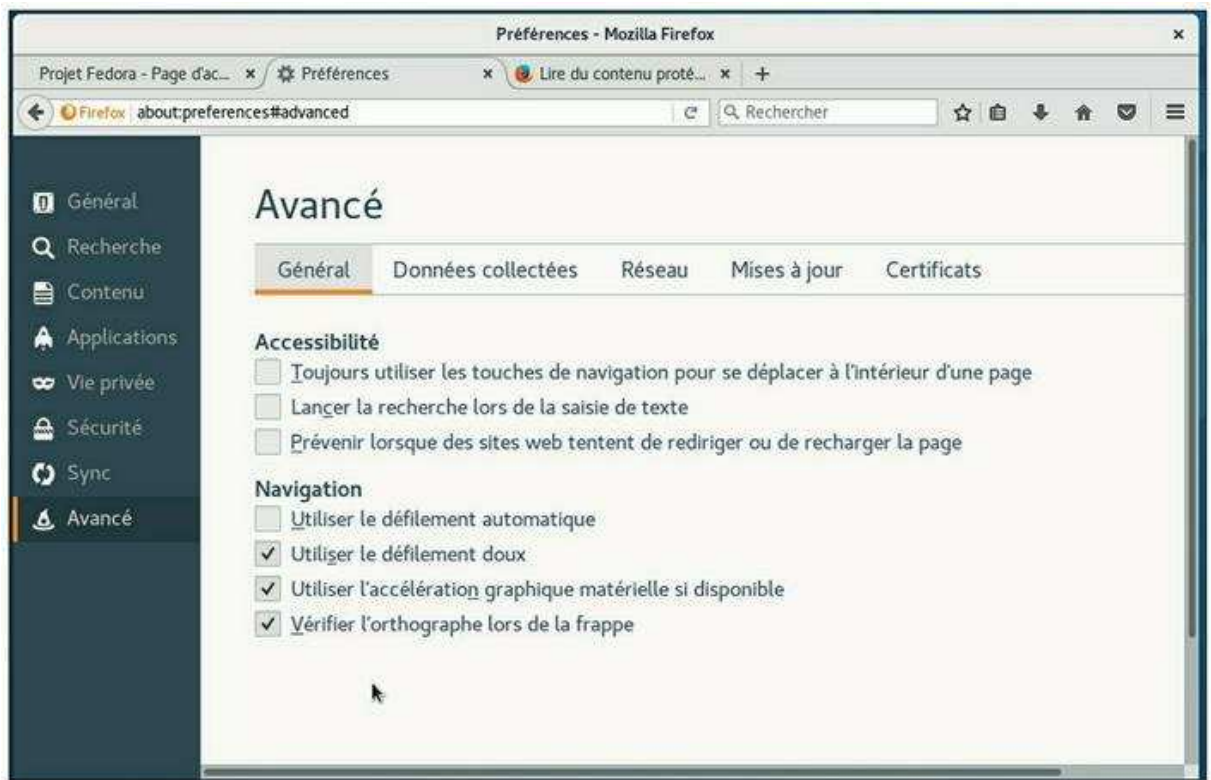 Préférences - Mozilla Firefox
Projet Fedora - Page d'ac... Préférences Lire du contenu proté...
Firefox about:preferences#advanced Rechercher
Général
Recherche
Contenu
Applications
Vie privée
Sécurité
Sync
Avancé
Avancé
Général Données collectées Réseau Mises à jour Certificats
Accessibilité
Toujours utiliser les touches de navigation pour se déplacer à l'intérieur d'une page
Lancer la recherche lors de la saisie de texte
Prévenir lorsque des sites web tentent de rediriger ou de recharger la page
Navigation
Utiliser le défilement automatique
Utiliser le défilement doux
Utiliser l'accélération graphique matérielle si disponible
Vérifier l'orthographe lors de la frappe